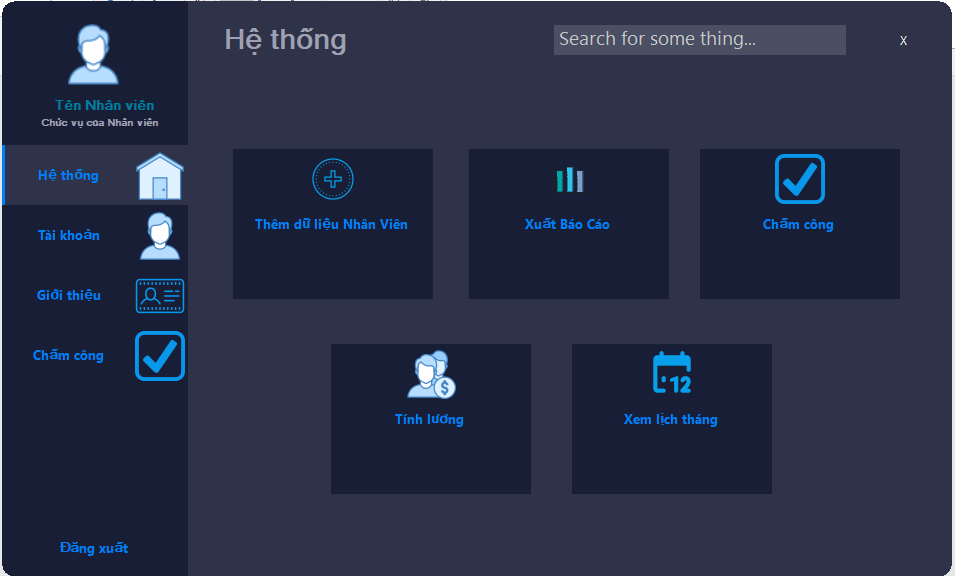 Hệ thống
Search for some thing...
x
Tên Nhân viên
Chức vụ của Nhân viên
Hệ thống
Tài khoản
Giới thiệu
Chấm công
Đăng xuất
Thêm dữ liệu Nhân Viên
Xuất Báo Cáo
Chấm công
$
Tính lương
12
Xem lịch tháng